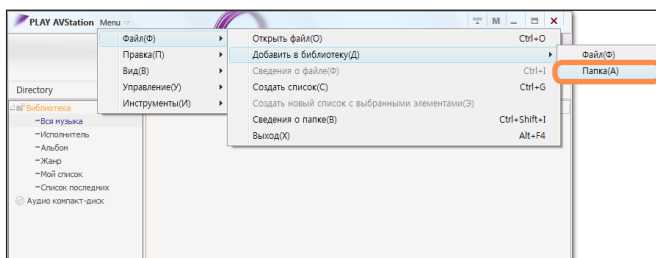 PLAY AVStation Menu
Файл(Ф)
Правка(П)
Вид(В)
Управление(У)
Инструменты(И)
Открыть файл(О) Ctrl+O
Добавить в библиотеку(Д)
Сведения о файле(Ф) Ctrl+I
Создать список(С) Ctrl+G
Создать новый список с выбранными элементами(Э)
Сведения о папке(В) Ctrl+Shift+I
Выход(Х) Alt+F4
Файл(Ф)
Папка(А)
Directory
Библиотека
Вся музыка
Исполнитель
Альбом
Жанр
Мой список
Список последних
Аудио компакт-диск